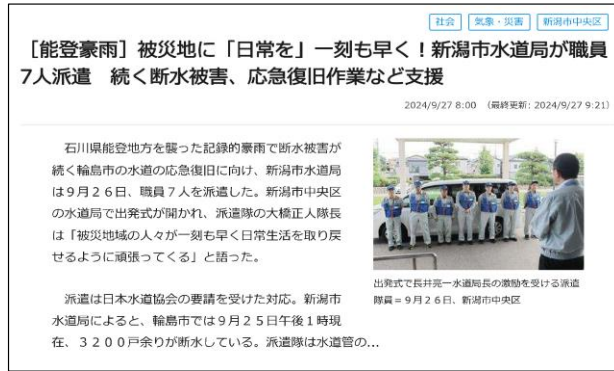 社会 気象・災害 新潟市中央区
［能登豪雨］被災地に「日常を」一刻も早く！新潟市水道局が職員
7人派遣　続く断水被害、応急復旧作業など支援
2024/9/27 8:00 （最終更新: 2024/9/27 9:21）
石川県能登地方を襲った記録的豪雨で断水被害が
続く輪島市の水道の応急復旧に向け、新潟市水道局
は９月２６日、職員７人を派遣した。新潟市中央区
の水道局で出発式が開かれ、派遣隊の大橋正人隊長
は「被災地域の人々が一刻も早く日常生活を取り戻
せるように頑張ってくる」と語った。
派遣は日本水道協会の要請を受けた対応。新潟市
水道局によると、輪島市では９月２５日午後１時現
在、３２００戸余りが断水している。派遣隊は水道管の...
出発式で長井亮一水道局長の激励を受ける派遣
隊員＝９月２６日、新潟市中央区